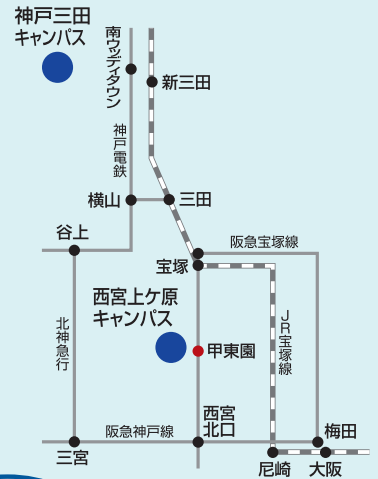 神戸三田
キャンパス
南ウッディタウン
新三田
神戸電鉄
横山
三田
谷上
阪急宝塚線
宝塚
西宮上ケ原
キャンパス
北神急行
JR宝塚線
甲東園
西宮
北口
阪急神戸線
梅田
三宮
尼崎
大阪